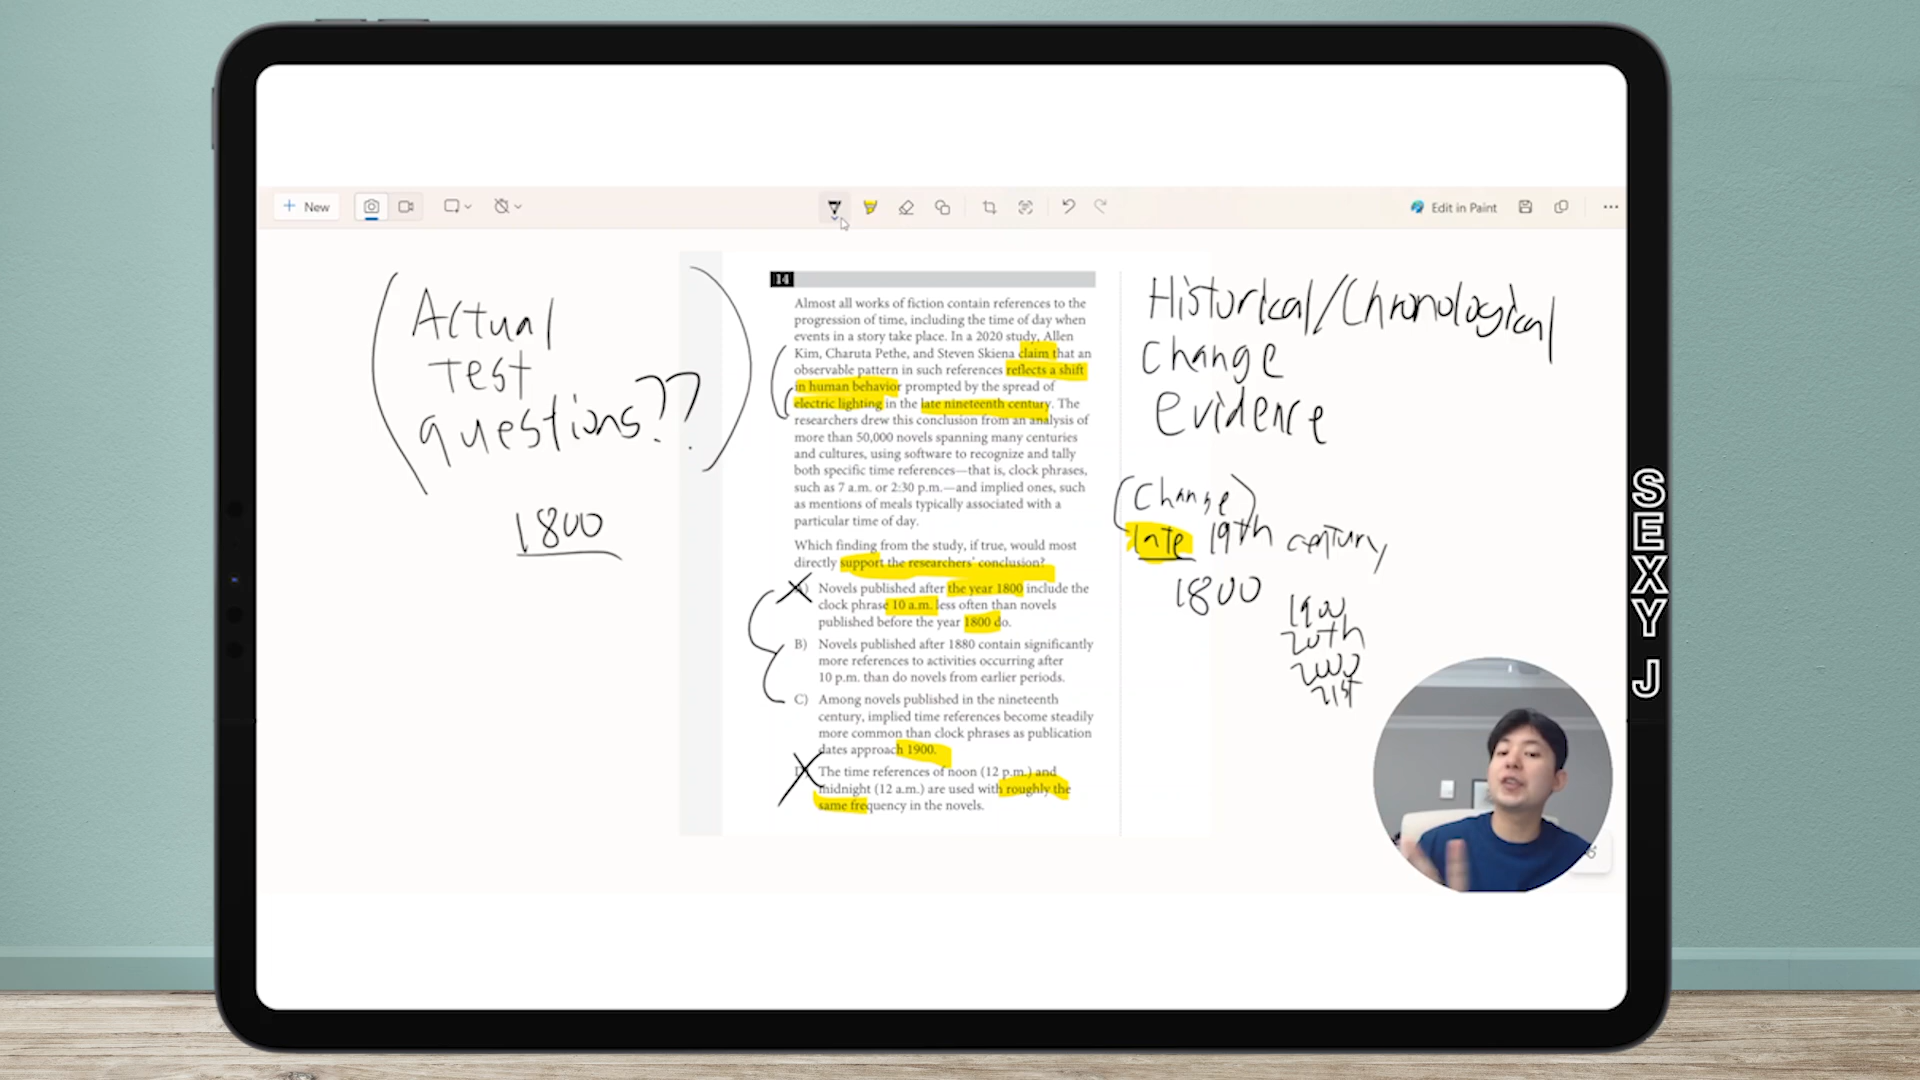 New
Edit in Paint
Actual
test
questions??
1800
14
Almost all works of fiction contain references to the
progression of time, including the time of day when
events in a story take place. In a 2020 study, Allen
Kim, Charuta Pethe, and Steven Skiena claim that an
observable pattern in such references reflects a shift
in human behavior prompted by the spread of
electric lighting in the late nineteenth century. The
researchers drew this conclusion from an analysis of
more than 50,000 novels spanning many centuries
and cultures, using software to recognize and tally
both specific time references—that is, clock phrases,
such as 7 a.m. or 2:30 p.m.—and implied ones, such
as mentions of meals typically associated with a
particular time of day.
Which finding from the study, if true, would most
directly support the researchers' conclusion?
A) Novels published after the year 1800 include the
clock phrase 10 a.m. less often than novels
published before the year 1800 do.
B) Novels published after 1880 contain significantly
more references to activities occurring after
10 p.m. than do novels from earlier periods.
C) Among novels published in the nineteenth
century, implied time references become steadily
more common than clock phrases as publication
dates approach 1900.
D) The time references of noon (12 p.m.) and
midnight (12 a.m.) are used with roughly the
same frequency in the novels.
Historical/Chronological
Change
Evidence
Change
late 19th century
1800
1900
20th
2000
21st
SEXY J